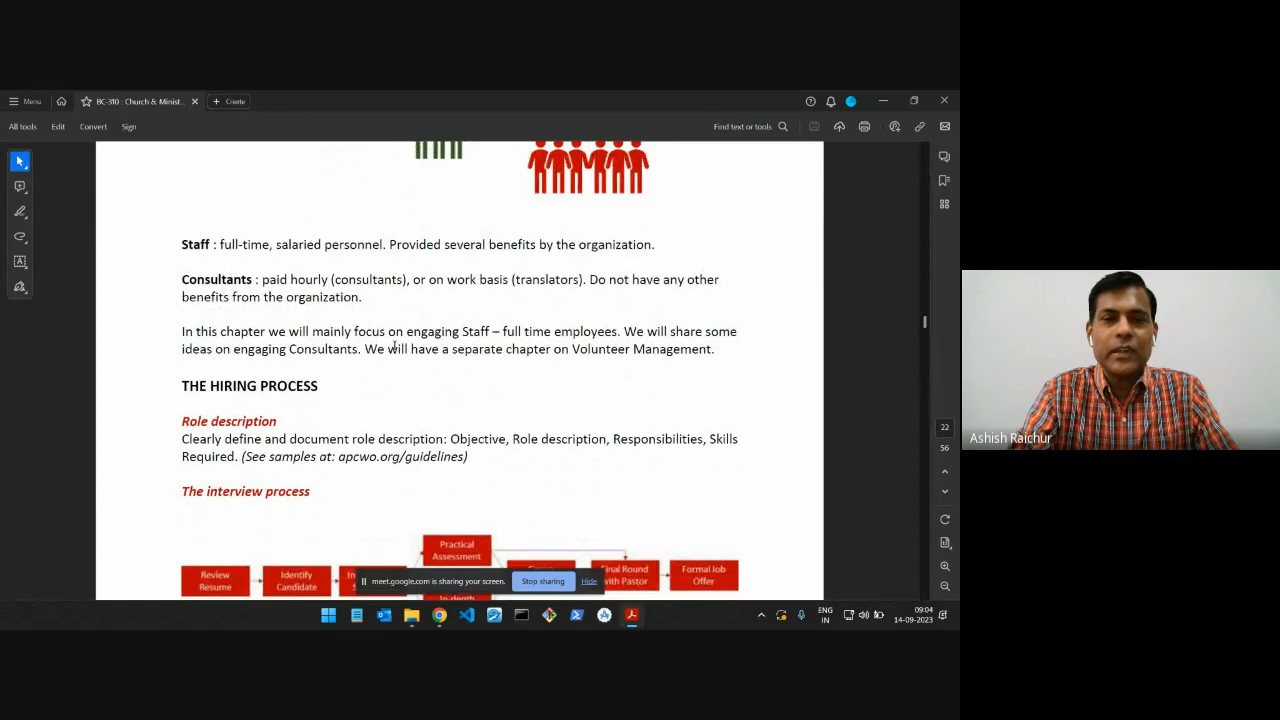 Menu
BC-310 : Church & Minist...
Create
All tools
Edit
Convert
Sign
Find text or tools
Staff : full-time, salaried personnel. Provided several benefits by the organization.
Consultants : paid hourly (consultants), or on work basis (translators). Do not have any other
benefits from the organization.
In this chapter we will mainly focus on engaging Staff – full time employees. We will share some
ideas on engaging Consultants. We will have a separate chapter on Volunteer Management.
THE HIRING PROCESS
Role description
Clearly define and document role description: Objective, Role description, Responsibilities, Skills
Required. (See samples at: apcwo.org/guidelines)
The interview process
Practical
Assessment
Review
Resume
Identify
Candidate
Final Round
with Pastor
Formal Job
Offer
In-depth
meet.google.com is sharing your screen.
Stop sharing
Hide
22
56
ENG
IN
09:04
14-09-2023
Ashish Raichur